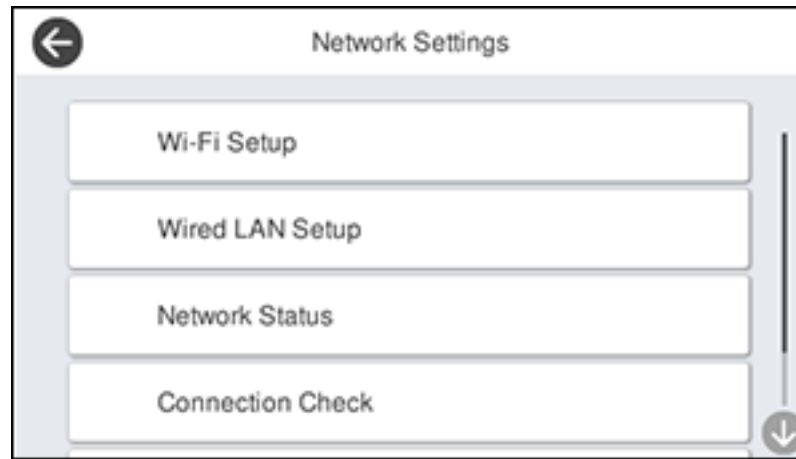 Network Settings
Wi-Fi Setup
Wired LAN Setup
Network Status
Connection Check